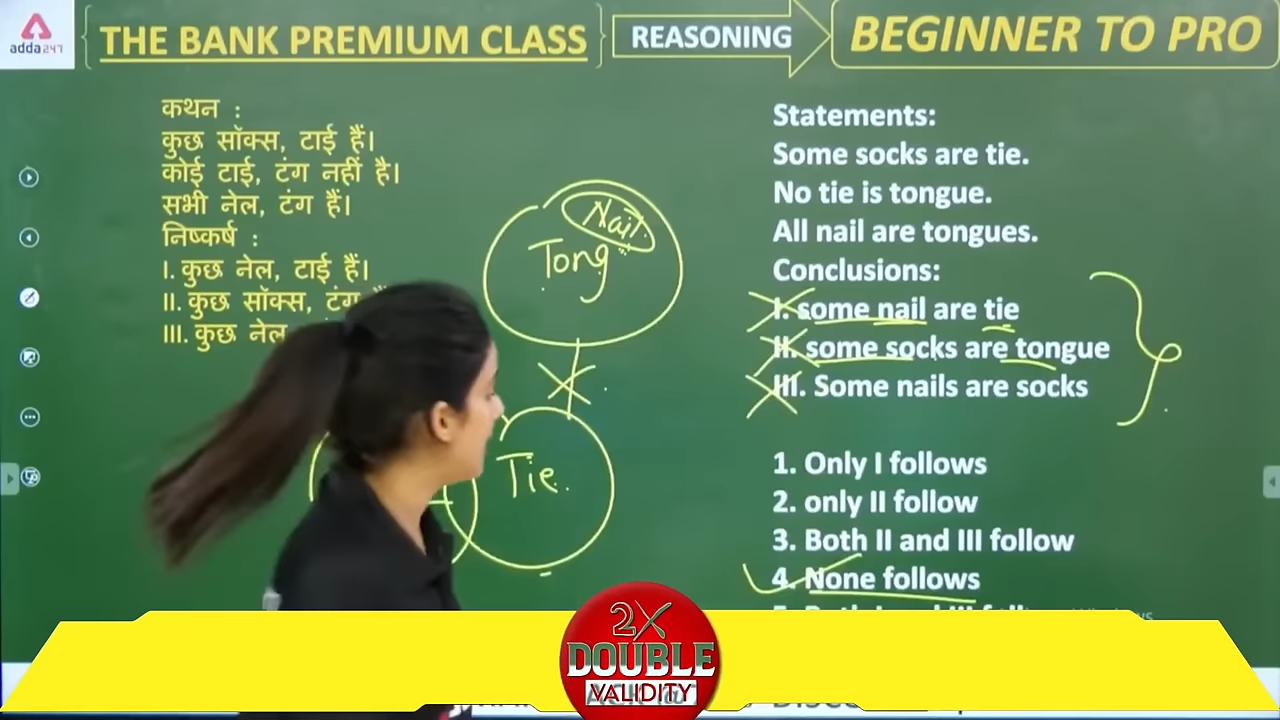 adda247
THE BANK PREMIUM CLASS
REASONING
BEGINNER TO PRO
कथन :
कुछ सॉक्स, टाई हैं।
कोई टाई, टंग नहीं है।
सभी नेल, टंग हैं।
निष्कर्ष :
I. कुछ नेल, टाई हैं।
II. कुछ सॉक्स, टंग
III. कुछ नेल
Nail
Tong
Tie
Statements:
Some socks are tie.
No tie is tongue.
All nail are tongues.
Conclusions:
I. some nail are tie
II. some socks are tongue
III. Some nails are socks
1. Only I follows
2. only II follow
3. Both II and III follow
4. None follows
2X
DOUBLE
VALIDITY